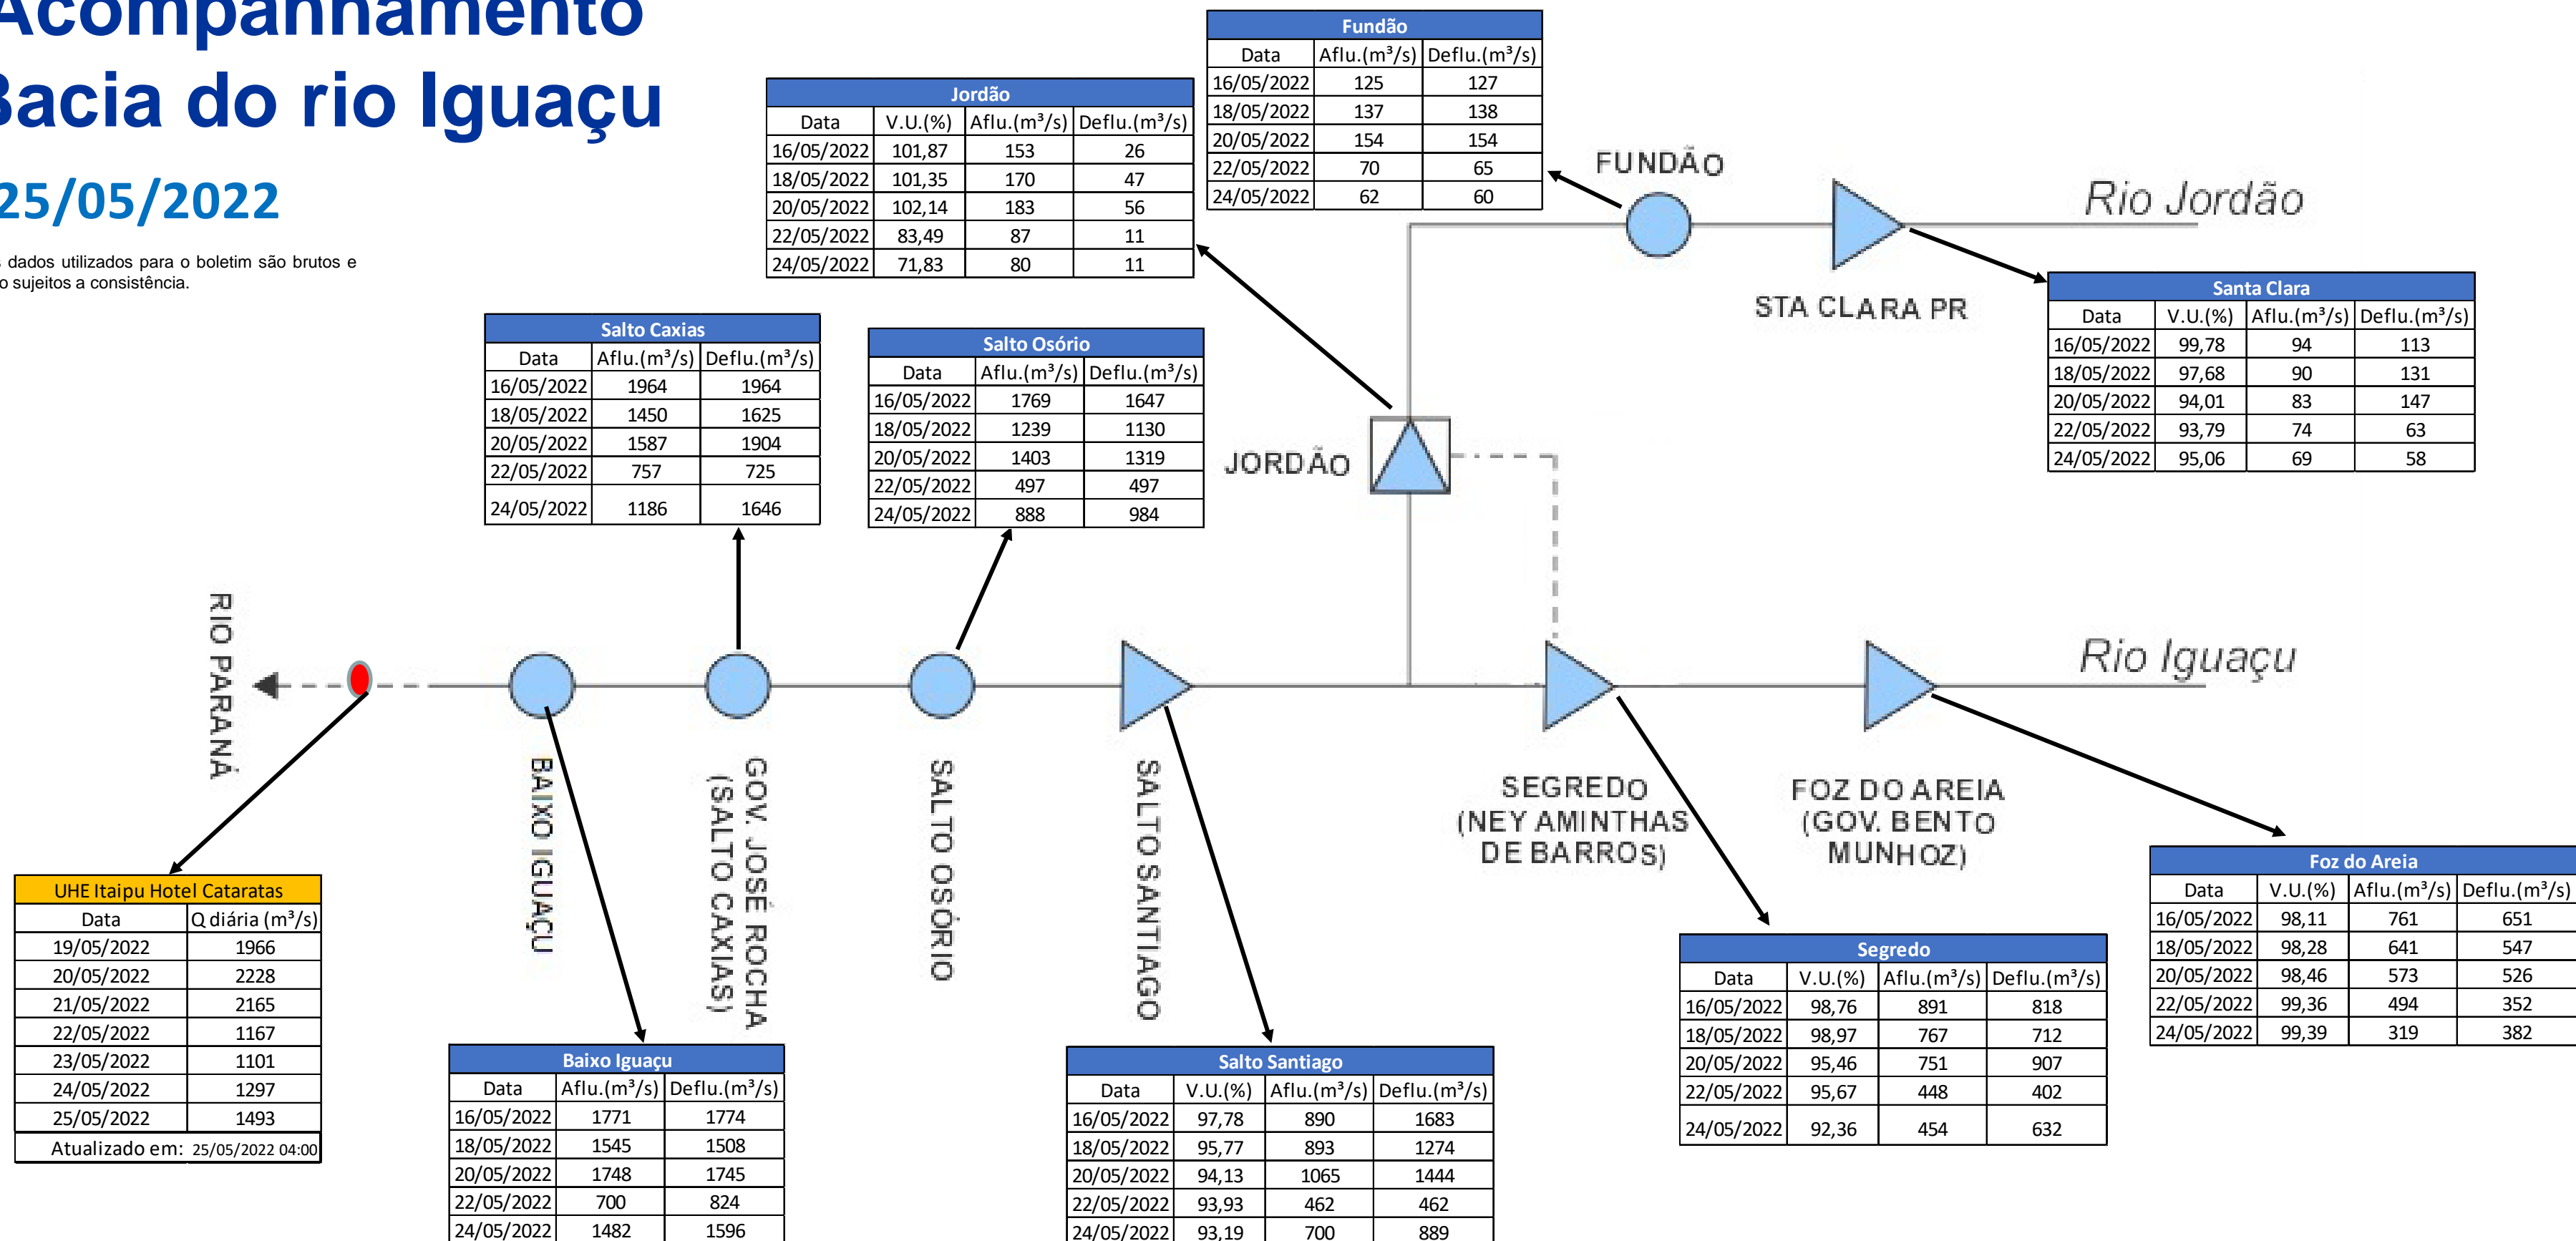 Acompanhamento
Bacia do rio Iguaçu
25/05/2022
s dados utilizados para o boletim são brutos e
o sujeitos a consistência.
Fundão
Data Aflu.(m³/s) Deflu.(m³/s)
16/05/2022 125 127
18/05/2022 137 138
20/05/2022 154 154
22/05/2022 70 65
24/05/2022 62 60
Jordão
Data V.U.(%) Aflu.(m³/s) Deflu.(m³/s)
16/05/2022 101,87 153 26
18/05/2022 101,35 170 47
20/05/2022 102,14 183 56
22/05/2022 83,49 87 11
24/05/2022 71,83 80 11
FUNDÃO
Rio Jordão
STA CLARA PR
Santa Clara
Data V.U.(%) Aflu.(m³/s) Deflu.(m³/s)
16/05/2022 99,78 94 113
18/05/2022 97,68 90 131
20/05/2022 94,01 83 147
22/05/2022 93,79 74 63
24/05/2022 95,06 69 58
Salto Caxias
Data Aflu.(m³/s) Deflu.(m³/s)
16/05/2022 1964 1964
18/05/2022 1450 1625
20/05/2022 1587 1904
22/05/2022 757 725
24/05/2022 1186 1646
Salto Osório
Data Aflu.(m³/s) Deflu.(m³/s)
16/05/2022 1769 1647
18/05/2022 1239 1130
20/05/2022 1403 1319
22/05/2022 497 497
24/05/2022 888 984
JORDÃO
RIO PARANÁ
Rio Iguaçu
BAIXO IGUAÇU
GOV. JOSÉ ROCHA
(SALTO CAXIAS)
SALTO OSÓRIO
SALTO SANTIAGO
SEGREDO
(NEY AMINTHAS
DE BARROS)
FOZ DO AREIA
(GOV. BENTO
MUNHOZ)
UHE Itaipu Hotel Cataratas
Data Q diária (m³/s)
19/05/2022 1966
20/05/2022 2228
21/05/2022 2165
22/05/2022 1167
23/05/2022 1101
24/05/2022 1297
25/05/2022 1493
Atualizado em: 25/05/2022 04:00
Baixo Iguaçu
Data Aflu.(m³/s) Deflu.(m³/s)
16/05/2022 1771 1774
18/05/2022 1545 1508
20/05/2022 1748 1745
22/05/2022 700 824
24/05/2022 1482 1596
Salto Santiago
Data V.U.(%) Aflu.(m³/s) Deflu.(m³/s)
16/05/2022 97,78 890 1683
18/05/2022 95,77 893 1274
20/05/2022 94,13 1065 1444
22/05/2022 93,93 462 462
24/05/2022 93,19 700 889
Segredo
Data V.U.(%) Aflu.(m³/s) Deflu.(m³/s)
16/05/2022 98,76 891 818
18/05/2022 98,97 767 712
20/05/2022 95,46 751 907
22/05/2022 95,67 448 402
24/05/2022 92,36 454 632
Foz do Areia
Data V.U.(%) Aflu.(m³/s) Deflu.(m³/s)
16/05/2022 98,11 761 651
18/05/2022 98,28 641 547
20/05/2022 98,46 573 526
22/05/2022 99,36 494 352
24/05/2022 99,39 319 382